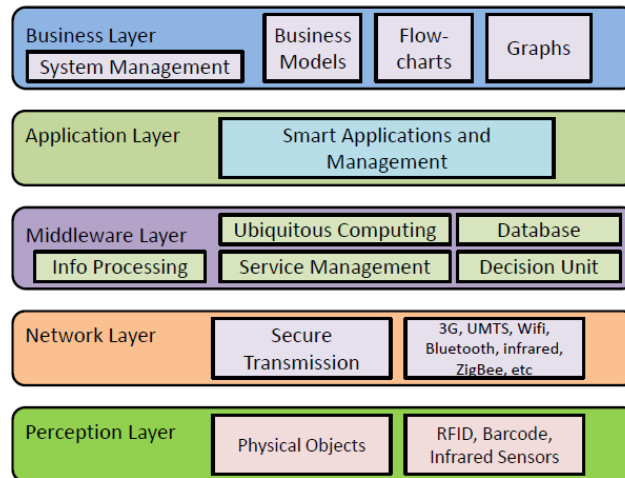 Business Layer
System Management
Business
Models
Flow-
charts
Graphs
Application Layer
Smart Applications and
Management
Middleware Layer
Ubiquitous Computing
Database
Info Processing
Service Management
Decision Unit
Network Layer
Secure
Transmission
3G, UMTS, Wifi,
Bluetooth, infrared,
ZigBee, etc
Perception Layer
Physical Objects
RFID, Barcode,
Infrared Sensors